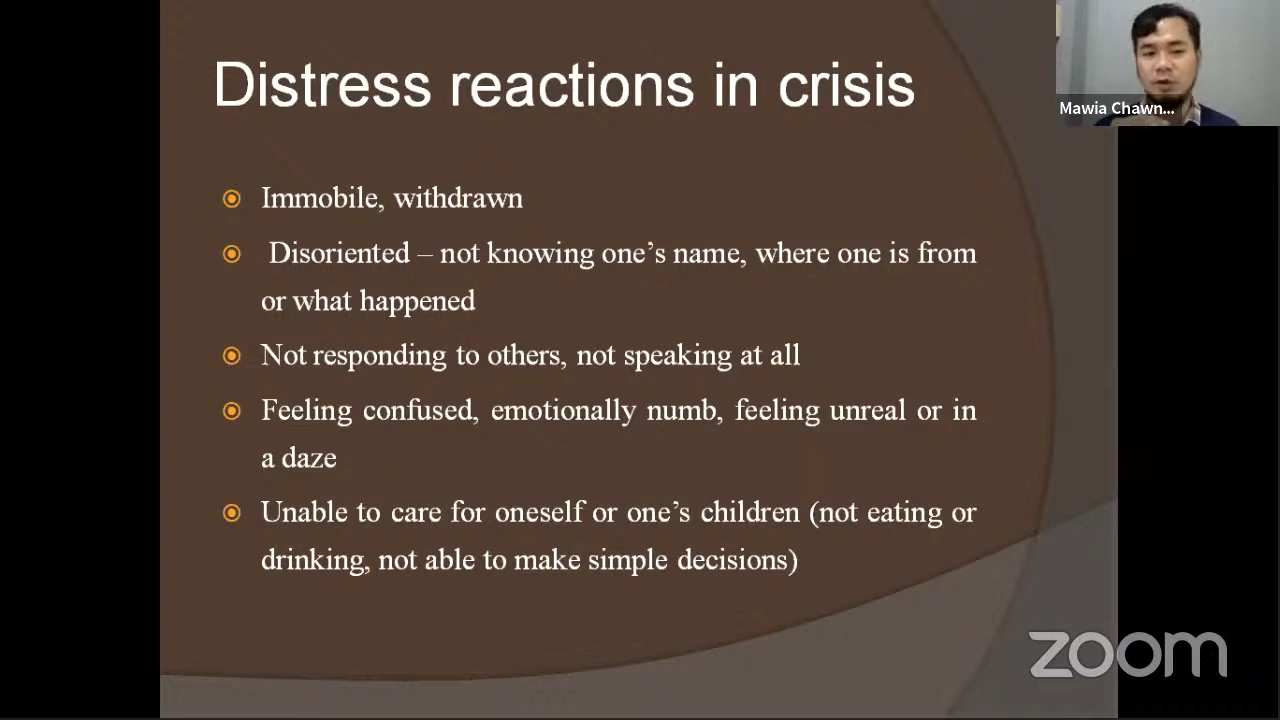 Distress reactions in crisis
Mawia Chawn...
Immobile, withdrawn
Disoriented – not knowing one’s name, where one is from
or what happened
Not responding to others, not speaking at all
Feeling confused, emotionally numb, feeling unreal or in
a daze
Unable to care for oneself or one’s children (not eating or
drinking, not able to make simple decisions)
zoom